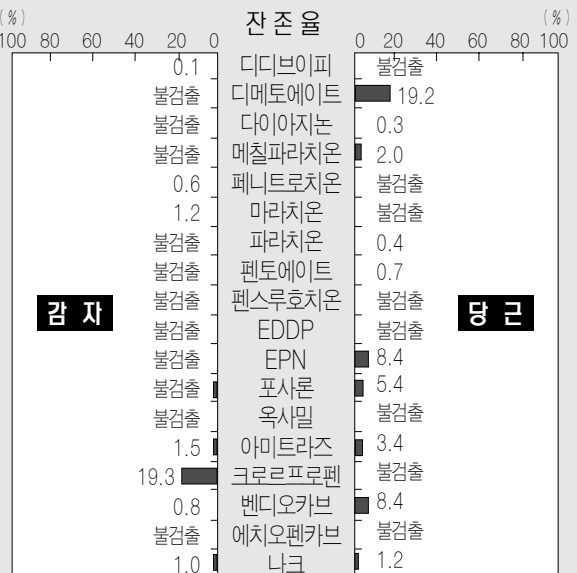 (%) 잔존율 (%)
100 80 60 40 20 0 0 20 40 60 80 100
0.1 디디브이피 불검출
불검출 디메토에이트 19.2
불검출 다이아지논 0.3
불검출 메칠파라치온 2.0
0.6 페니트로치온 불검출
1.2 마라치온 불검출
불검출 파라치온 0.4
불검출 펜토에이트 0.7
불검출 펜스루호치온 불검출
감자 당근
불검출 EDDP 불검출
불검출 EPN 8.4
불검출 포사론 5.4
불검출 옥사밀 불검출
1.5 아미트라즈 3.4
19.3 크로르프로펜 불검출
0.8 벤디오카브 8.4
불검출 에치오펜카브 불검출
1.0 나크 1.2